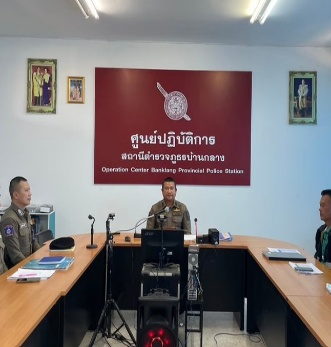 ศูนย์ปฏิบัติการ
สถานีตำรวจภูธรบ้านกลาง
Operation Center Banklang Provincial Police Station